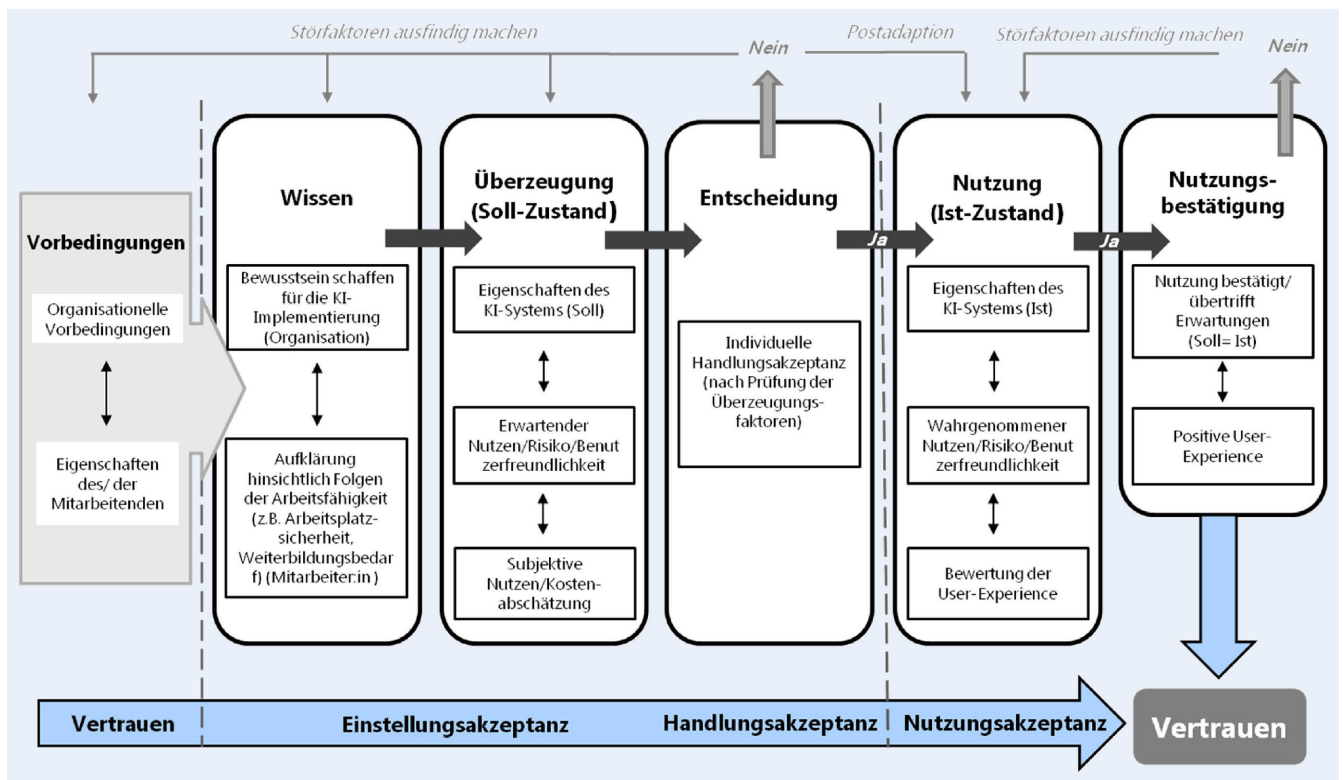 Störfaktoren ausfindig machen
Nein
Postadaption
Störfaktoren ausfindig machen
Nein
Vorbedingungen
Organisationelle
Vorbedingungen
Eigenschaften
des/ der
Mitarbeitenden
Wissen
Bewusstsein schaffen
für die KI-
Implementierung
(Organisation)
Aufklärung
hinsichtlich Folgen
der Arbeitsfähigkeit
(z.B. Arbeitsplatz-
sicherheit,
Weiterbildungsbedar
f) (Mitarbeiter:in )
Überzeugung
(Soll-Zustand)
Eigenschaften des
KI-Systems (Soll)
Erwartender
Nutzen/Risiko/Benut
zerfreundlichkeit
Subjektive
Nutzen/Kosten-
abschätzung
Entscheidung
Individuelle
Handlungsakzeptanz
(nach Prüfung der
Überzeugungs-
faktoren)
Ja
Nutzung
(Ist-Zustand)
Eigenschaften des
KI-Systems (Ist)
Wahrgenommener
Nutzen/Risiko/Benut
zerfreundlichkeit
Bewertung der
User-Experience
Ja
Nutzungs-
bestätigung
Nutzung bestätigt/
übertrifft
Erwartungen
(Soll= Ist)
Positive User-
Experience
Vertrauen
Einstellungsakzeptanz
Handlungsakzeptanz
Nutzungsakzeptanz
Vertrauen